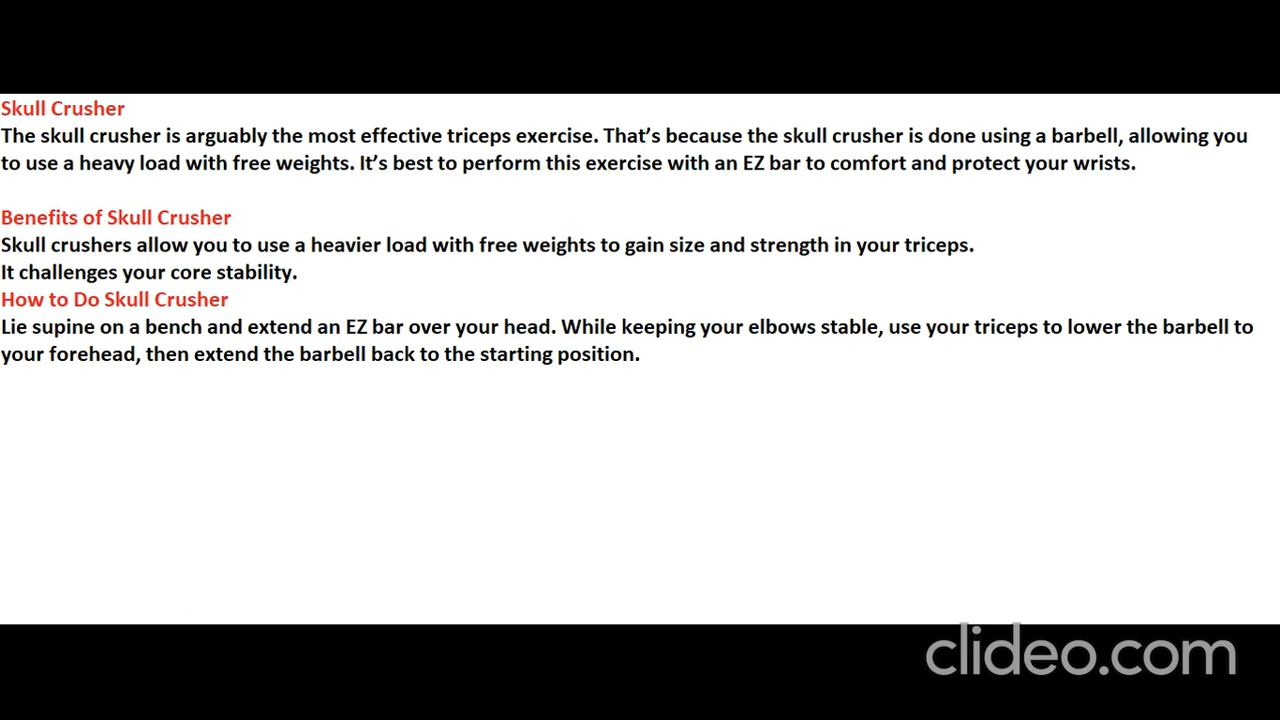 Skull Crusher
The skull crusher is arguably the most effective triceps exercise. That’s because the skull crusher is done using a barbell, allowing you
to use a heavy load with free weights. It’s best to perform this exercise with an EZ bar to comfort and protect your wrists.
Benefits of Skull Crusher
Skull crushers allow you to use a heavier load with free weights to gain size and strength in your triceps.
It challenges your core stability.
How to Do Skull Crusher
Lie supine on a bench and extend an EZ bar over your head. While keeping your elbows stable, use your triceps to lower the barbell to
your forehead, then extend the barbell back to the starting position.
clideo.com